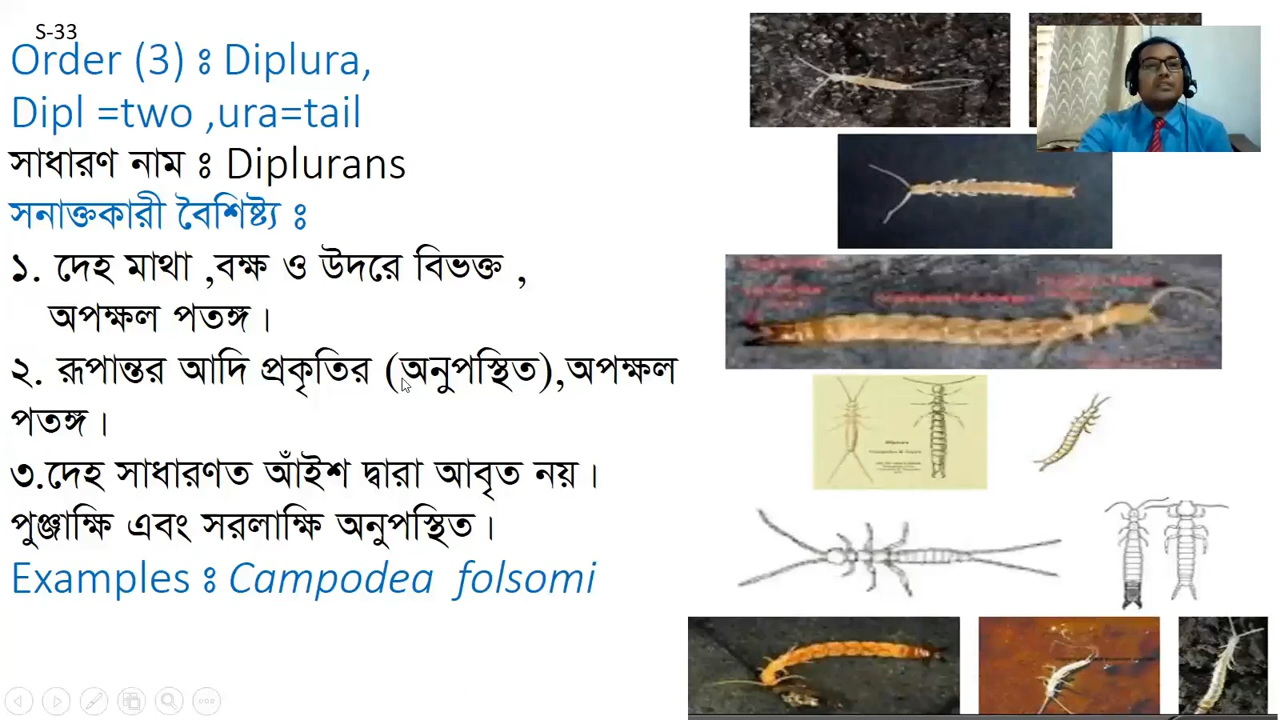 S-33
Order (3) ঃ Diplura,
Dipl =two ,ura=tail
সাধারণ নাম ঃ Diplurans
সনাক্তকারী বৈশিষ্ট্য ঃ
১. দেহ মাথা ,বক্ষ ও উদরে বিভক্ত ,
অপক্ষল পতঙ্গ।
২. রূপান্তর আদি প্রকৃতির (অনুপস্থিত),অপক্ষল
পতঙ্গ।
৩.দেহ সাধারণত আঁইশ দ্বারা আবৃত নয়।
পুঞ্জাক্ষি এবং সরলাক্ষি অনুপস্থিত।
Examples ঃ Campodea folsomi